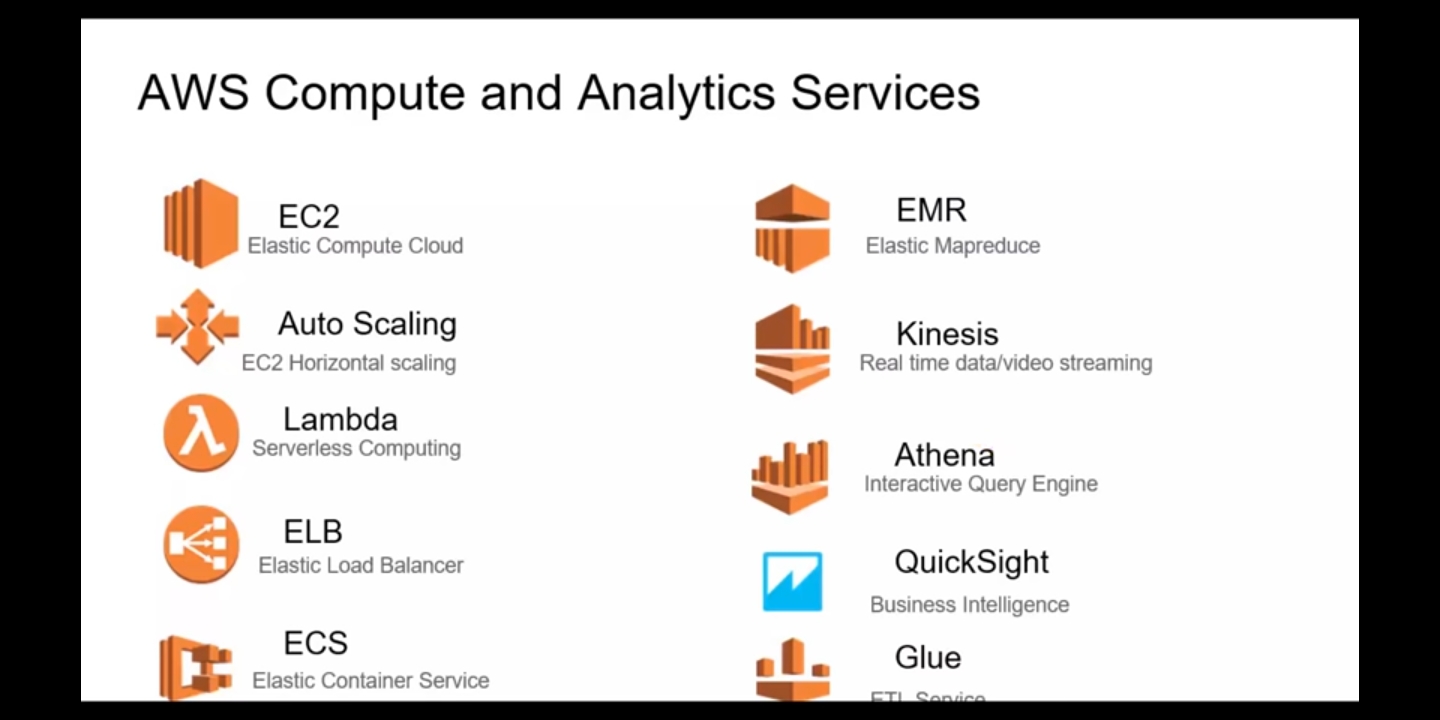 AWS Compute and Analytics Services
EC2
Elastic Compute Cloud
Auto Scaling
EC2 Horizontal scaling
Lambda
Serverless Computing
ELB
Elastic Load Balancer
ECS
Elastic Container Service
EMR
Elastic Mapreduce
Kinesis
Real time data/video streaming
Athena
Interactive Query Engine
QuickSight
Business Intelligence
Glue
ETL Service